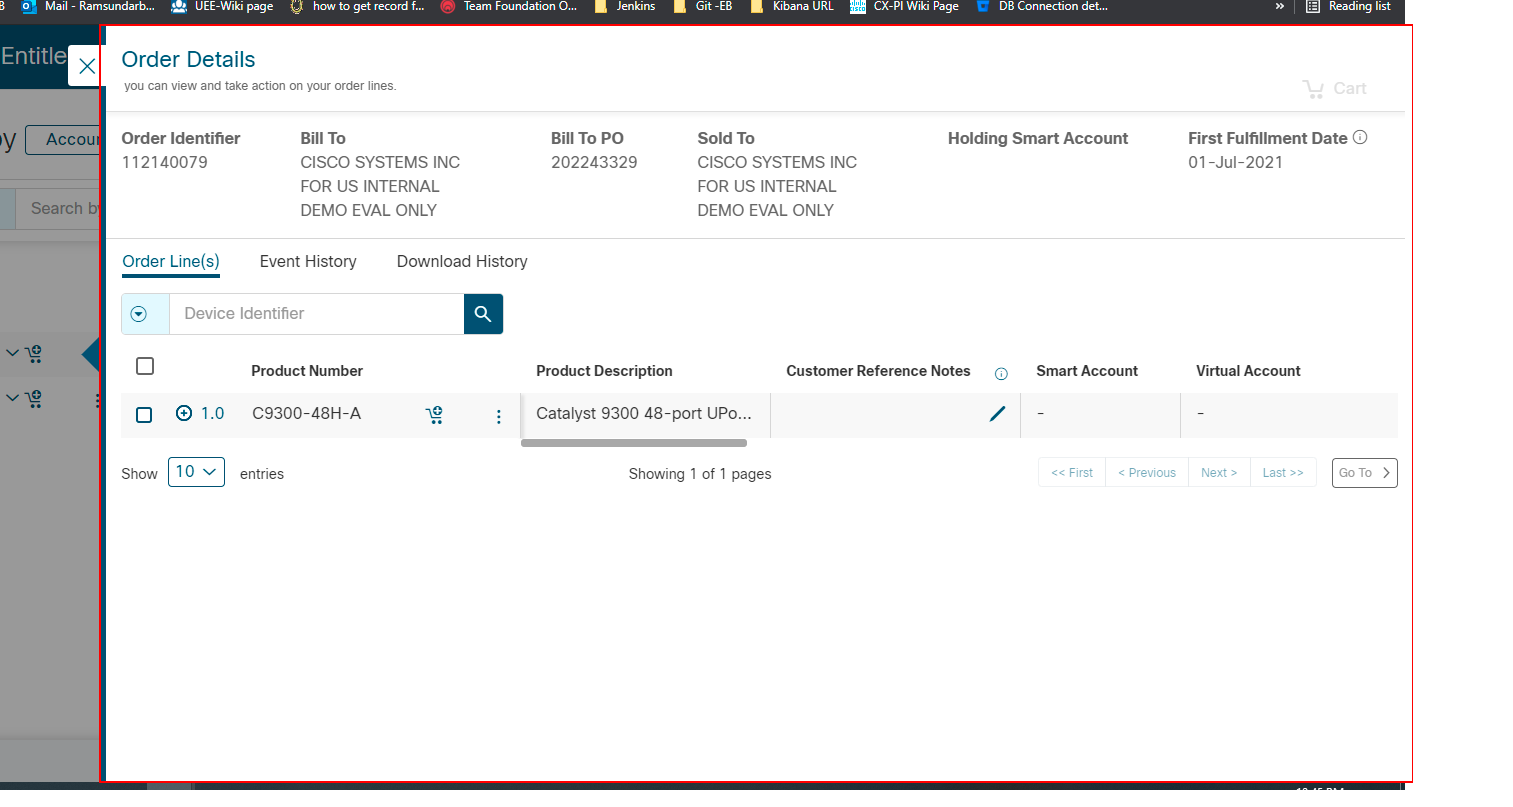 B Mail - Ramsundarb... UEE-Wiki page how to get record f... Team Foundation O... Jenkins Git -EB Kibana URL CX-PI Wiki Page DB Connection det... » Reading list
Entitle
Order Details
you can view and take action on your order lines.
Cart
by Accoun
Order Identifier Bill To Bill To PO Sold To Holding Smart Account First Fulfillment Date
112140079 CISCO SYSTEMS INC 202243329 CISCO SYSTEMS INC 01-Jul-2021
FOR US INTERNAL FOR US INTERNAL
DEMO EVAL ONLY DEMO EVAL ONLY
Search by
Order Line(s) Event History Download History
Device Identifier
Product Number Product Description Customer Reference Notes Smart Account Virtual Account
1.0 C9300-48H-A Catalyst 9300 48-port UPo... - -
Show 10 entries Showing 1 of 1 pages << First < Previous Next > Last >> Go To >